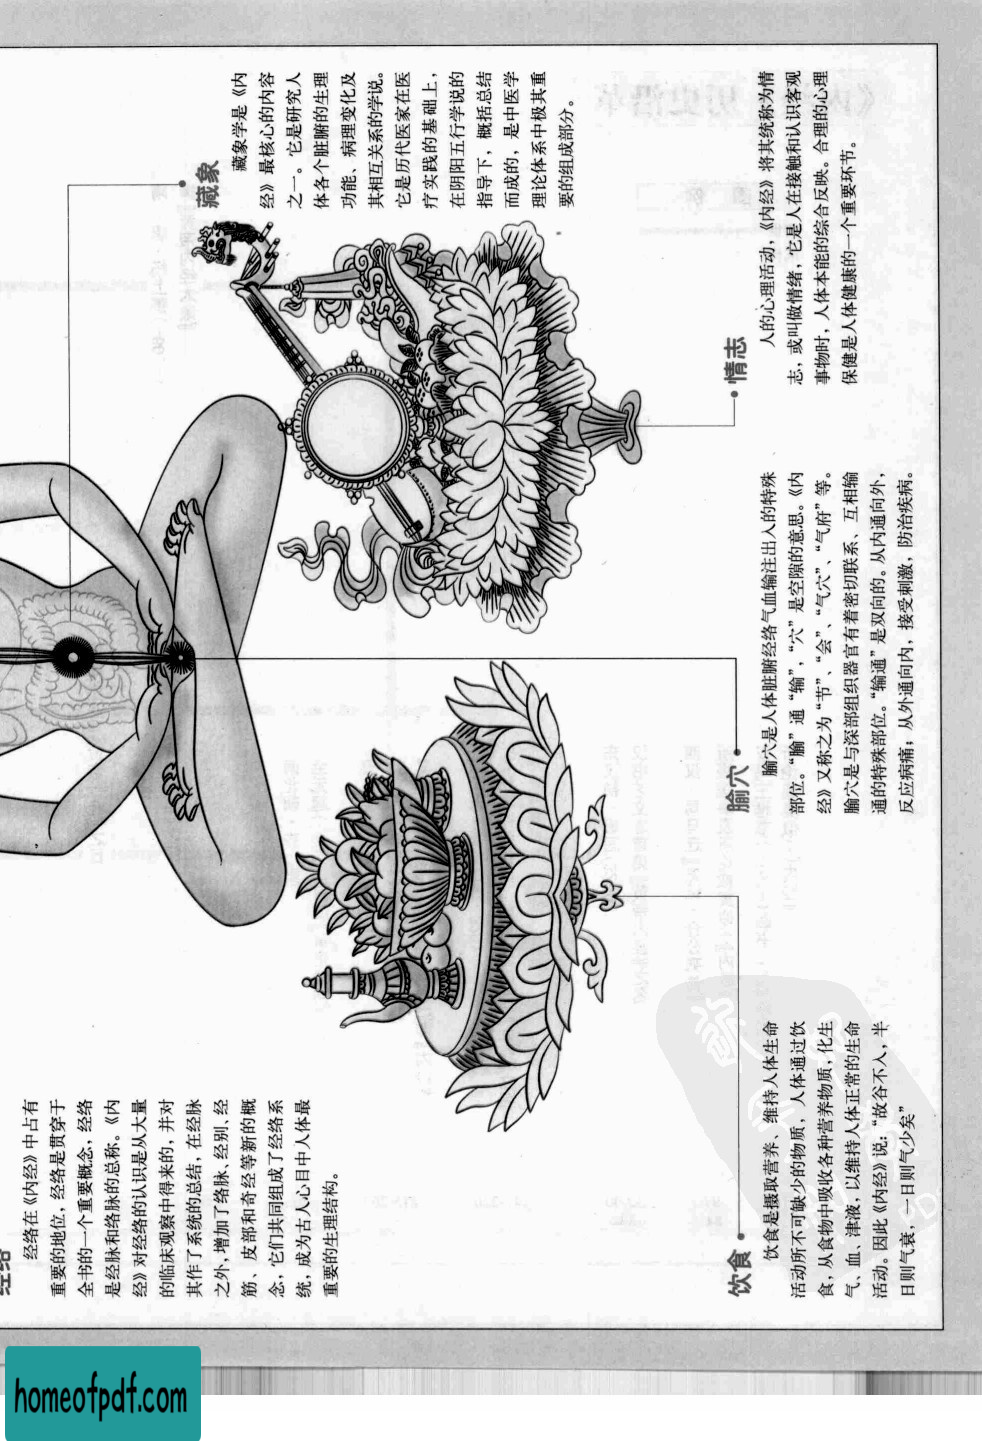 经络
经络在《内经》中占有
重要的地位，经络是贯穿于
全书的一个重要概念，经络
是经脉和络脉的总称。《内
经》对经络的认识是从大量
的临床观察中得来的，并对
其作了系统的总结，在经脉
之外，增加了络脉、经别、经
筋、皮部和奇经等新的概
念，它们共同组成了经络系
统，成为古人心目中人体最
重要的生理结构。
藏象
藏象学是《内
经》最核心的内容
之一。它是研究人
体各个脏腑的生理
功能、病理变化及
其相互关系的学说。
它是历代医家在医
疗实践的基础上，
在阴阳五行学说的
指导下，概括总结
而成的，是中医学
理论体系中极其重
要的组成部分。
饮食
饮食是摄取营养、维持人体生命
活动所不可缺少的物质，人体通过饮
食，从食物中吸收各种营养物质，化生
气、血、津液，以维持人体正常的生命
活动。因此《内经》说：“故谷不入，半
日则气衰，一日则气少矣”
腧穴
腧穴是人体脏腑经络气血输注出入的特殊
部位。“腧”通“输”，“穴”是空隙的意思。《内
经》又称之为“节”、“会”、“气穴”、“气府”等。
腧穴是与深部组织器官有着密切联系、互相输
通的特殊部位。“输通”是双向的。从内通向外，
反应病痛；从外通向内，接受刺激，防治疾病。
情志
人的心理活动，《内经》将其统称为情
志，或叫做情绪，它是人在接触和认识客观
事物时，人体本能的综合反映。合理的心理
保健是人体健康的一个重要环节。
homeofpdf.com